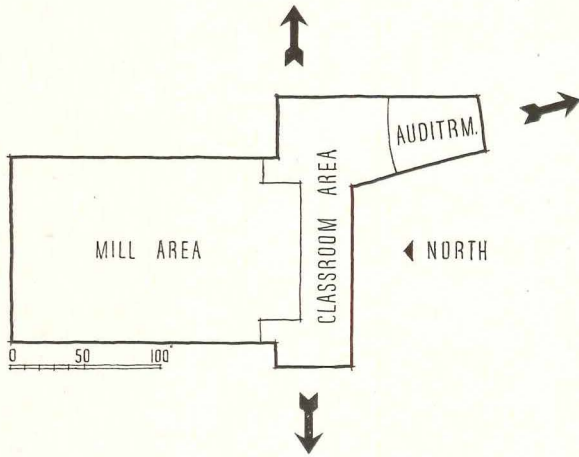 AUDITRM.
MILL AREA
CLASSROOM AREA
NORTH
0 50 100'